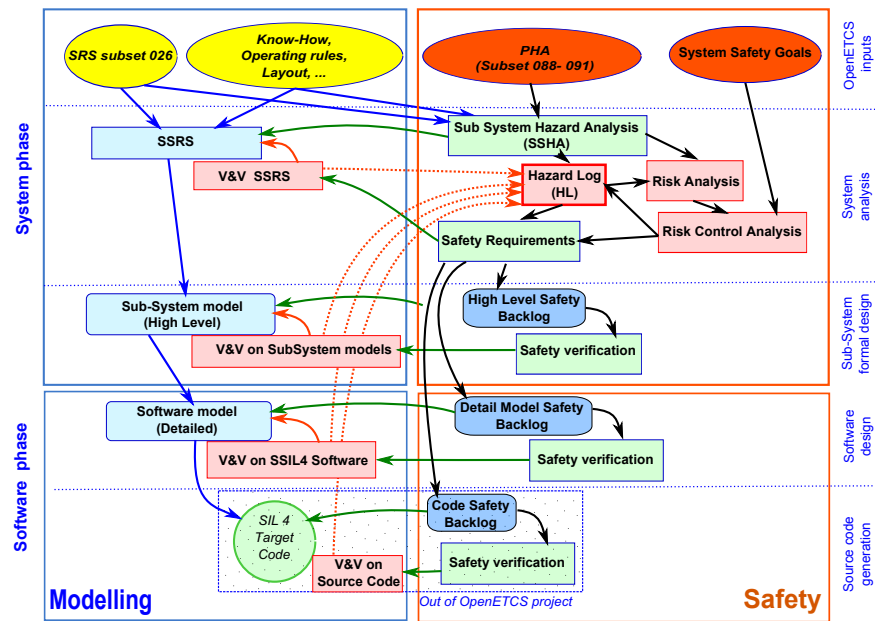 SRS subset 026
Know-How,
Operating rules,
Layout, ...
PHA
(Subset 088- 091)
System Safety Goals
OpenETCS
inputs
System phase
SSRS
V&V  SSRS
Sub System Hazard Analysis
(SSHA)
Hazard Log
(HL)
Risk Analysis
Safety Requirements
Risk Control Analysis
System
analysis
Sub-System model
(High Level)
V&V on SubSystem models
High Level Safety
Backlog
Safety verification
Sub-System
formal design
Software  phase
Software model
(Detailed)
V&V on SSIL4 Software
Detail Model Safety
Backlog
Safety verification
Software
design
SIL 4
Target
Code
V&V on
Source Code
Code Safety
Backlog
Safety verification
Source code
generation
Modelling
Out of OpenETCS project
Safety